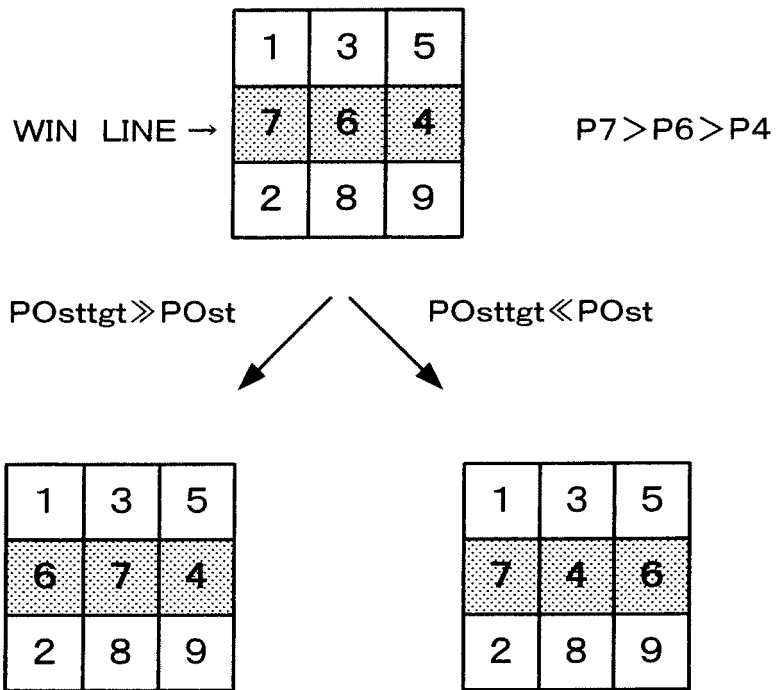 1 3 5
WIN LINE → 7 6 4 P7>P6>P4
2 8 9
POsttgt≫POst POsttgt≪POst
1 3 5 1 3 5
6 7 4 7 4 6
2 8 9 2 8 9